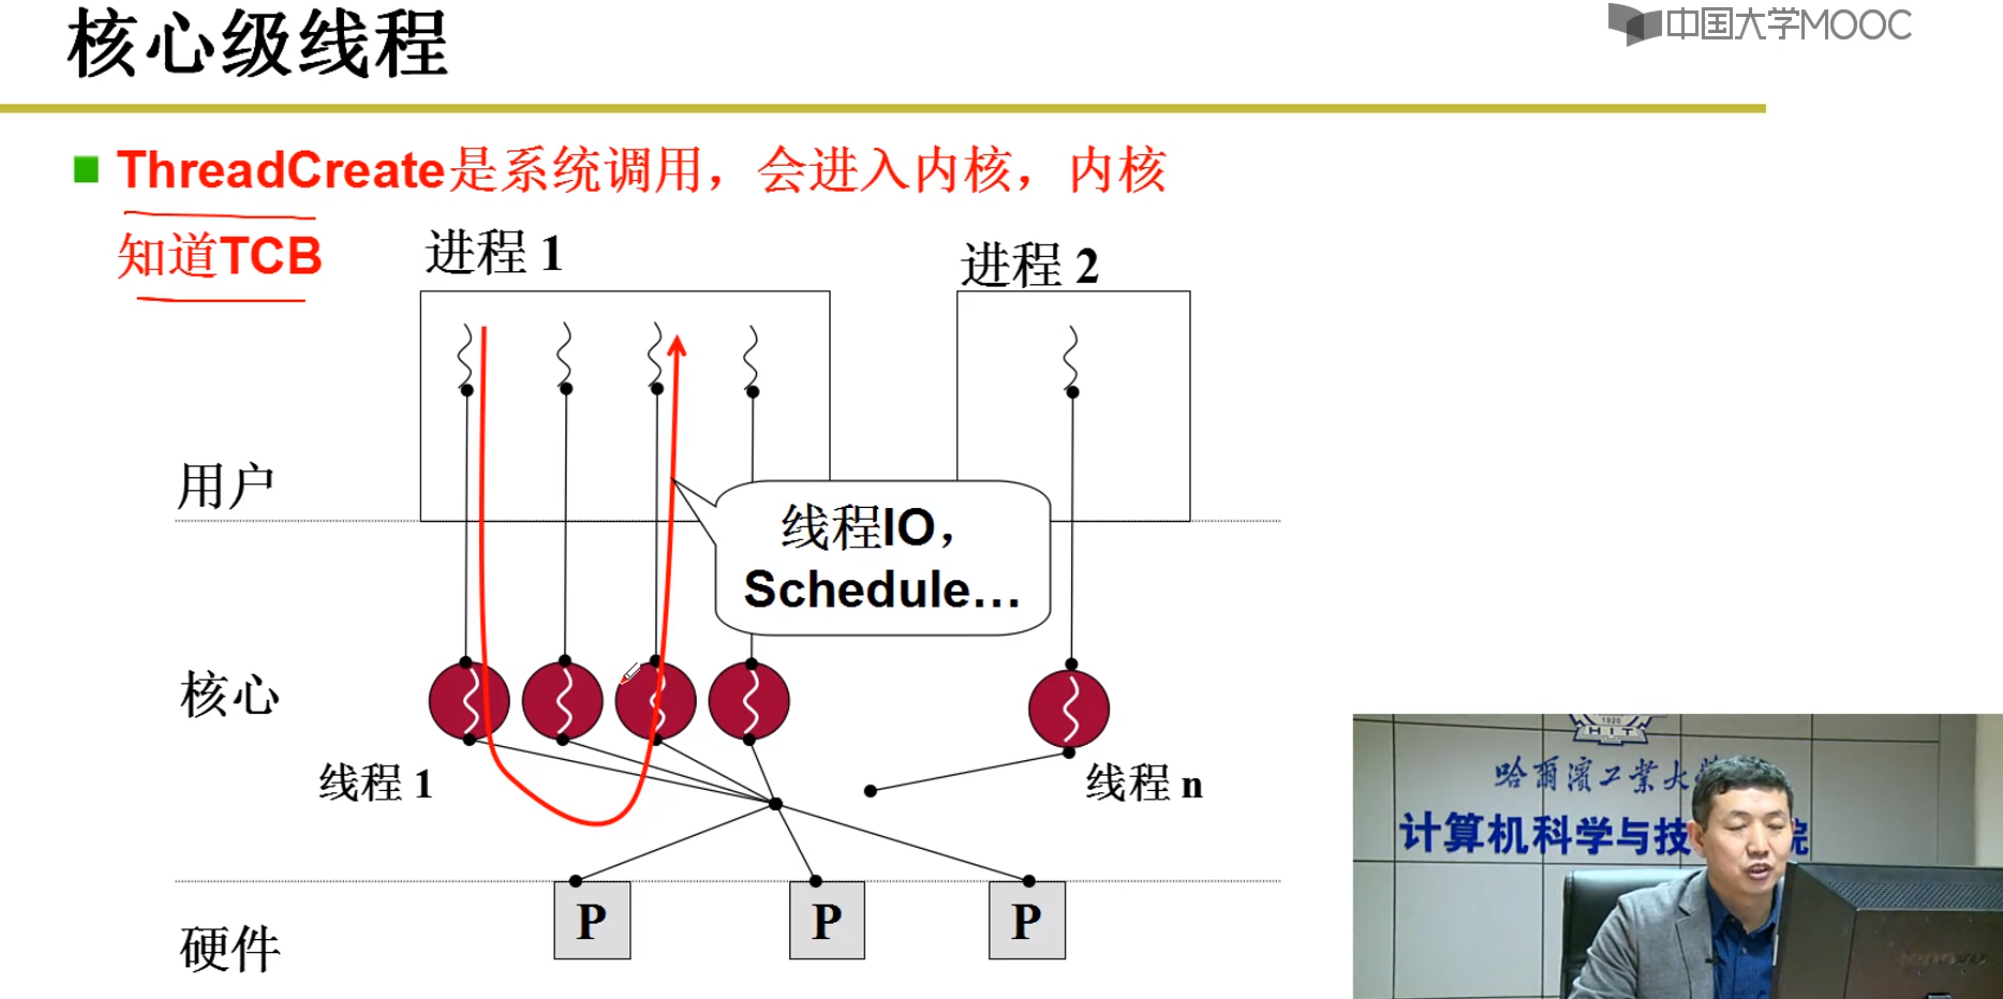 核心级线程
中国大学MOOC
ThreadCreate是系统调用，会进入内核，内核
知道TCB
进程 1
进程 2
用户
线程IO，
Schedule…
核心
线程 1
线程 n
硬件
P
P
P
1920
HIT
哈爾濱工業大
计算机科学与技
院
lenovo